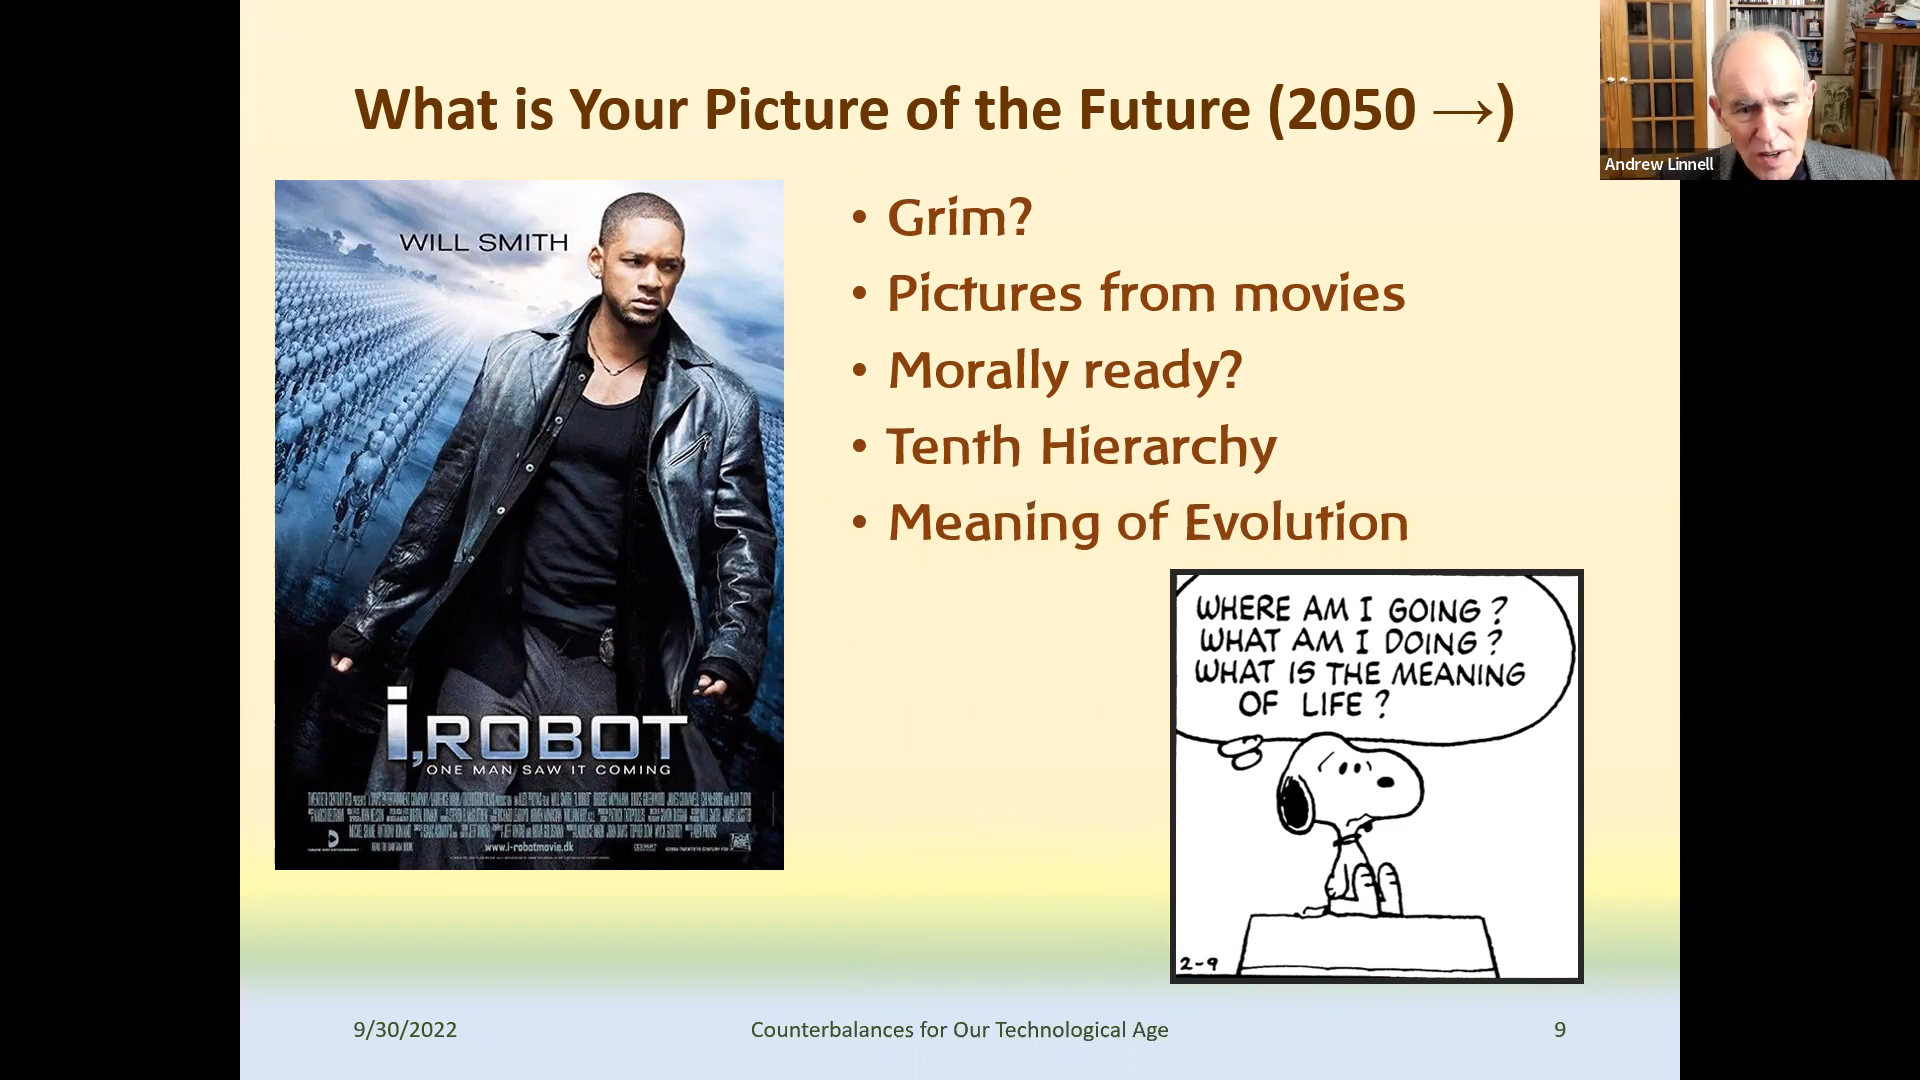 What is Your Picture of the Future (2050 →)
Andrew Linnell
WILL SMITH
i,ROBOT
ONE MAN SAW IT COMING
www.i-robotmovie.dk
• Grim?
• Pictures from movies
• Morally ready?
• Tenth Hierarchy
• Meaning of Evolution
WHERE AM I GOING?
WHAT AM I DOING?
WHAT IS THE MEANING
OF LIFE?
2-9
9/30/2022
Counterbalances for Our Technological Age
9